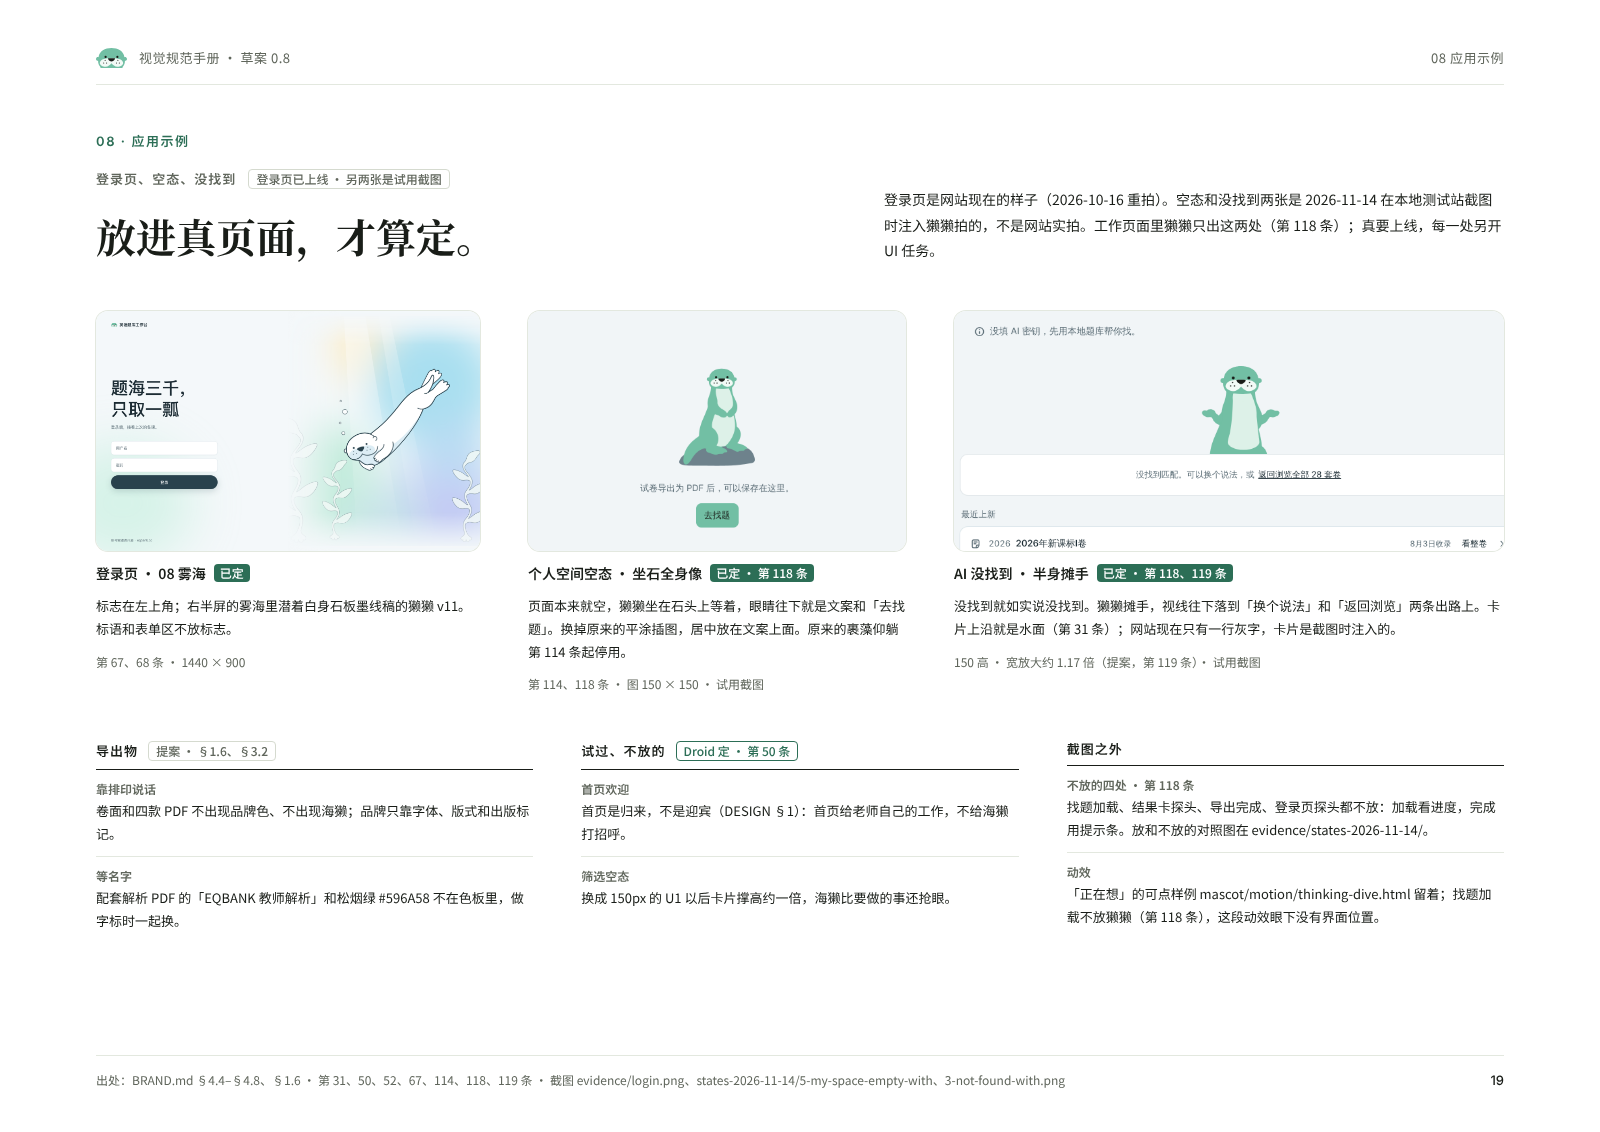 视觉规范手册 · 草案 0.8
08 应用示例
08 · 应用示例
登录页、空态、没找到 登录页已上线 · 另两张是试用截图
放进真页面，才算定。
登录页是网站现在的样子（2026-10-16 重拍）。空态和没找到两张是 2026-11-14 在本地测试站截图
时注入獭獭拍的，不是网站实拍。工作页面里獭獭只出这两处（第 118 条）；真要上线，每一处另开
UI 任务。
题海三千，
只取一瓢
登录
试卷导出为 PDF 后，可以保存在这里。
去找题
没填 AI 密钥，先用本地题库帮你找。
没找到匹配。可以换个说法，或 返回浏览全部 28 套卷
最近上新
2026 2026年新课标I卷 8月3日收录 看整卷
登录页 · 08 雾海 已定
标志在左上角；右半屏的雾海里潜着白身石板墨线稿的獭獭 v11。
标语和表单区不放标志。
第 67、68 条 · 1440 × 900
个人空间空态 · 坐石全身像 已定 · 第 118 条
页面本来就空，獭獭坐在石头上等着，眼睛往下就是文案和「去找
题」。换掉原来的平涂插图，居中放在文案上面。原来的裹藻仰躺
第 114 条起停用。
第 114、118 条 · 图 150 × 150 · 试用截图
AI 没找到 · 半身摊手 已定 · 第 118、119 条
没找到就如实说没找到。獭獭摊手，视线往下落到「换个说法」和「返回浏览」两条出路上。卡
片上沿就是水面（第 31 条）；网站现在只有一行灰字，卡片是截图时注入的。
150 高 · 宽放大约 1.17 倍（提案，第 119 条）· 试用截图
导出物 提案 · §1.6、§3.2
靠排印说话
卷面和四款 PDF 不出现品牌色、不出现海獭；品牌只靠字体、版式和出版标
记。
等名字
配套解析 PDF 的「EQBANK 教师解析」和松烟绿 #596A58 不在色板里，做
字标时一起换。
试过、不放的 Droid 定 · 第 50 条
首页欢迎
首页是归来，不是迎宾（DESIGN §1）：首页给老师自己的工作，不给海獭
打招呼。
筛选空态
换成 150px 的 U1 以后卡片撑高约一倍，海獭比要做的事还抢眼。
截图之外
不放的四处 · 第 118 条
找题加载、结果卡探头、导出完成、登录页探头都不放：加载看进度，完成
用提示条。放和不放的对照图在 evidence/states-2026-11-14/。
动效
「正在想」的可点样例 mascot/motion/thinking-dive.html 留着；找题加
载不放獭獭（第 118 条），这段动效眼下没有界面位置。
出处：BRAND.md §4.4–§4.8、§1.6 · 第 31、50、52、67、114、118、119 条 · 截图 evidence/login.png、states-2026-11-14/5-my-space-empty-with、3-not-found-with.png
19